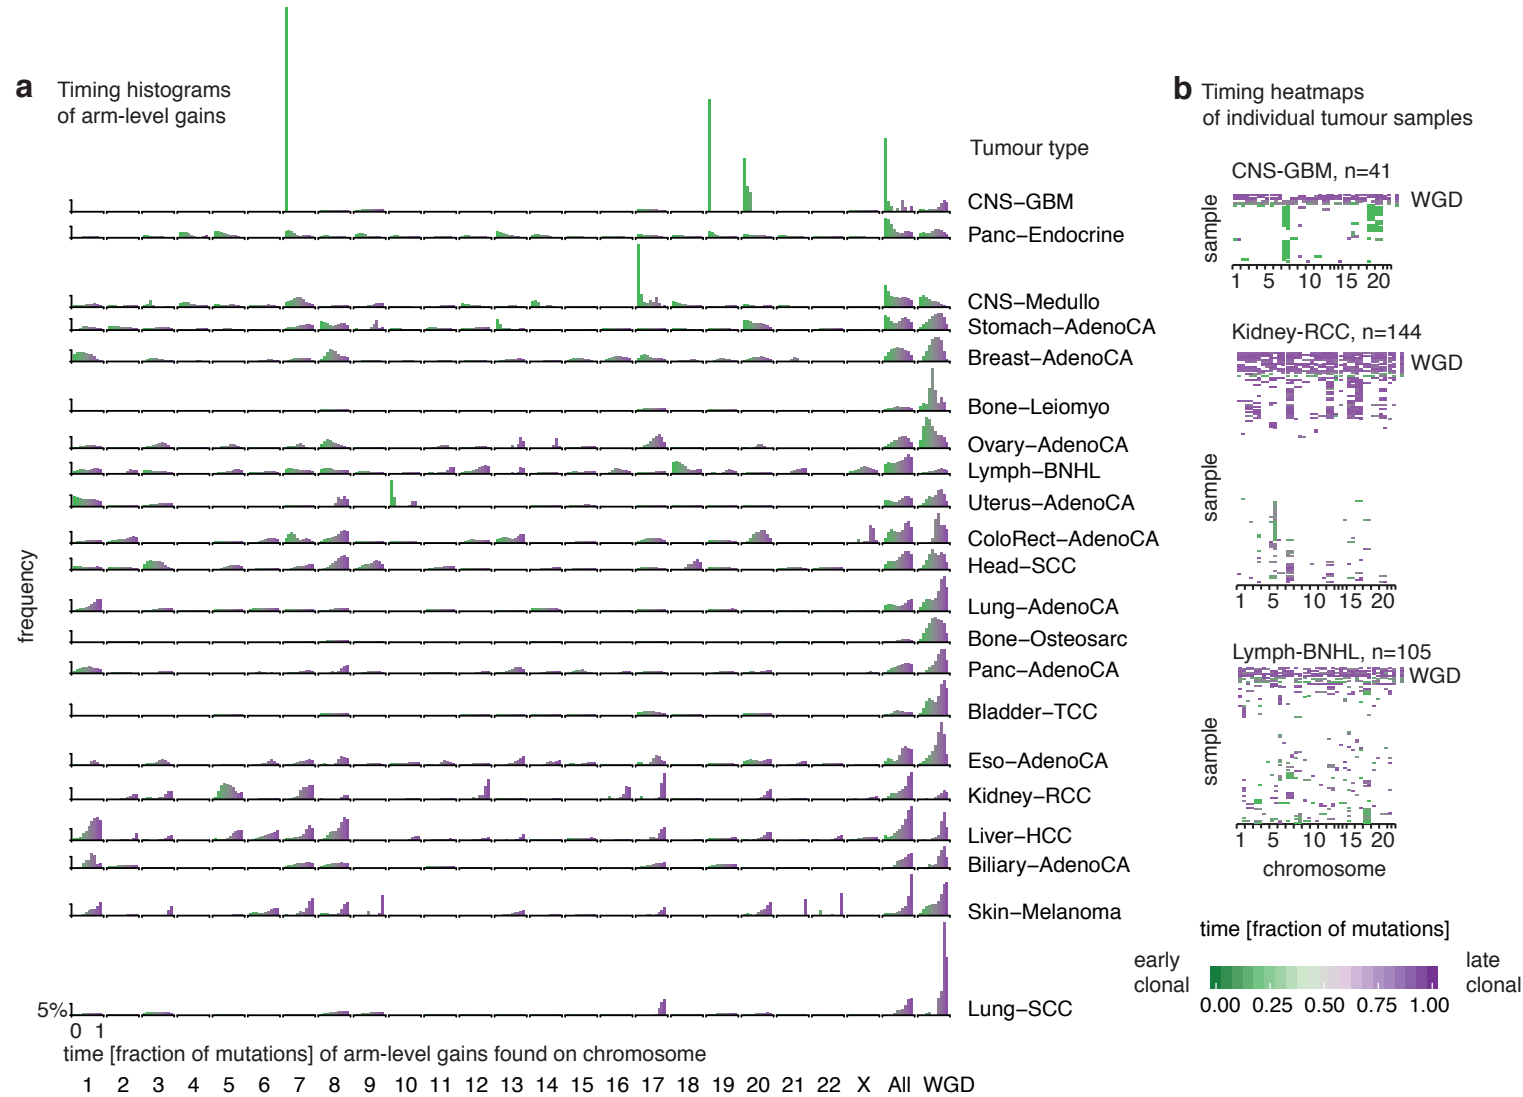 a
Timing histograms
of arm-level gains
Tumour type
CNS–GBM
Panc–Endocrine
CNS–Medullo
Stomach–AdenoCA
Breast–AdenoCA
Bone–Leiomyo
Ovary–AdenoCA
Lymph–BNHL
Uterus–AdenoCA
ColoRect–AdenoCA
Head–SCC
Lung–AdenoCA
Bone–Osteosarc
Panc–AdenoCA
Bladder–TCC
Eso–AdenoCA
Kidney–RCC
Liver–HCC
Biliary–AdenoCA
Skin–Melanoma
Lung–SCC
frequency
5%
0 1
time [fraction of mutations] of arm-level gains found on chromosome
1 2 3 4 5 6 7 8 9 10 11 12 13 14 15 16 17 18 19 20 21 22 X All WGD
b
Timing heatmaps
of individual tumour samples
CNS-GBM, n=41
WGD
sample
1 5 10 15 20
Kidney-RCC, n=144
WGD
sample
1 5 10 15 20
Lymph-BNHL, n=105
WGD
sample
1 5 10 15 20
chromosome
time [fraction of mutations]
early
clonal
late
clonal
0.00 0.25 0.50 0.75 1.00